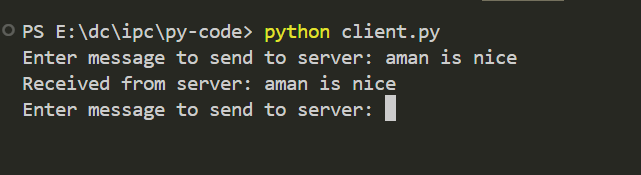 PS E:\dc\ipc\py-code> python client.py
Enter message to send to server: aman is nice
Received from server: aman is nice
Enter message to send to server: